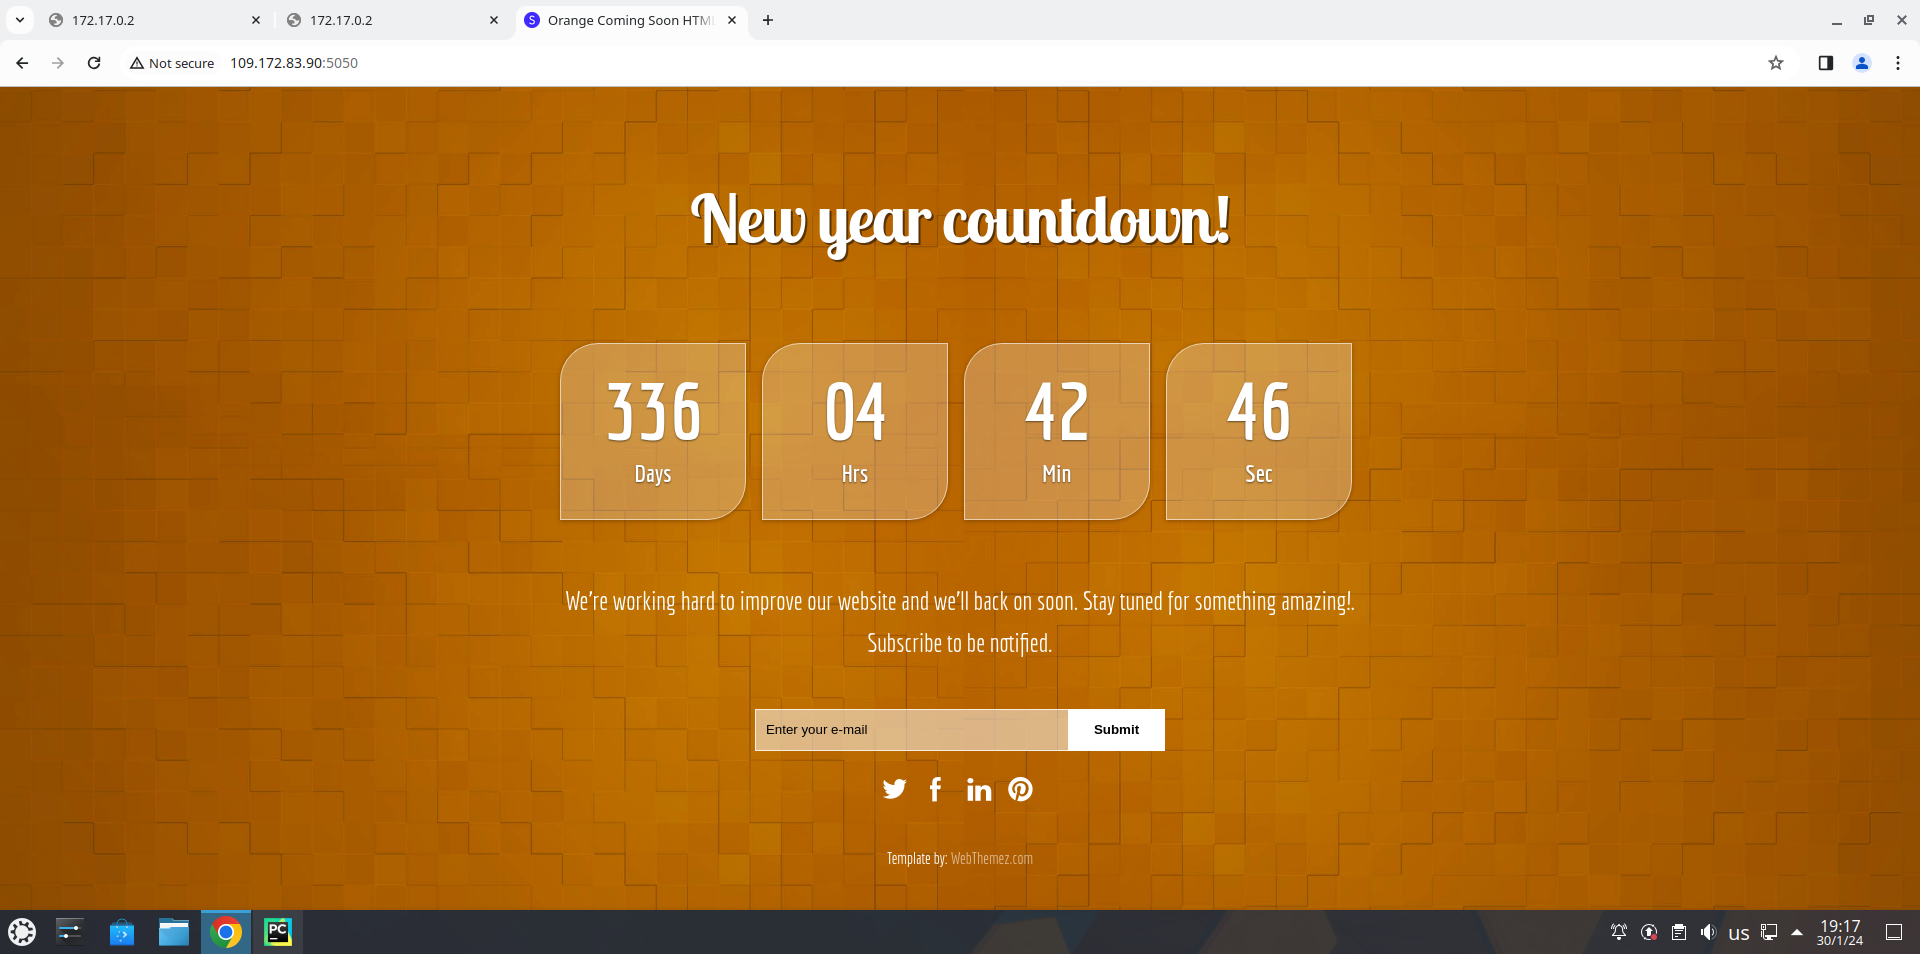 172.17.0.2
172.17.0.2
S Orange Coming Soon HTML
Not secure
109.172.83.90:5050
New year countdown!
336 04 42 46
Days Hrs Min Sec
We're working hard to improve our website and we'll back on soon. Stay tuned for something amazing!.
Subscribe to be notified.
Enter your e-mail
Submit
Template by: WebThemez.com
PC
us
19:17
30/1/24